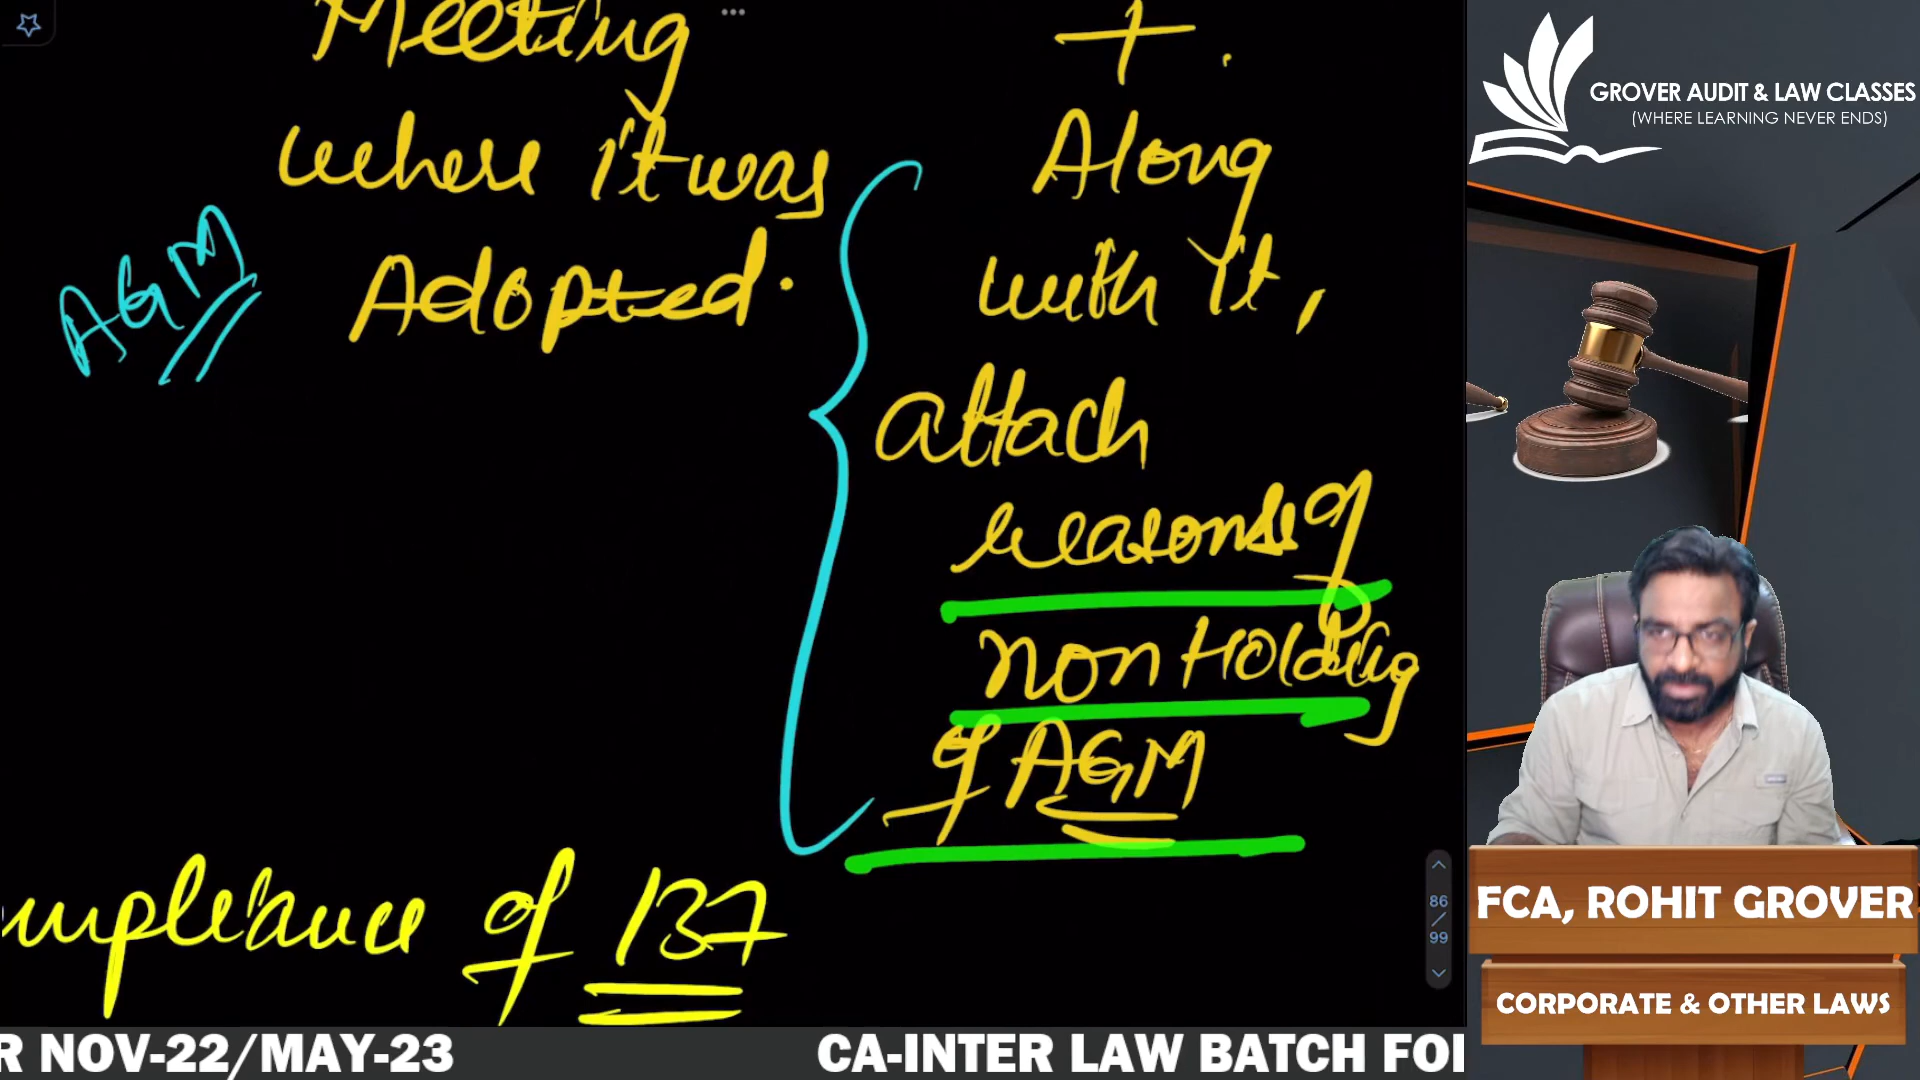 Meeting
where it was
Adopted.
AGM
+.
Along
with it,
attach
reasons of
non Holding
of AGM
ompliance of 137
86
/
99
GROVER AUDIT & LAW CLASSES
(WHERE LEARNING NEVER ENDS)
FCA, ROHIT GROVER
CORPORATE & OTHER LAWS
R NOV-22/MAY-23 CA-INTER LAW BATCH FO